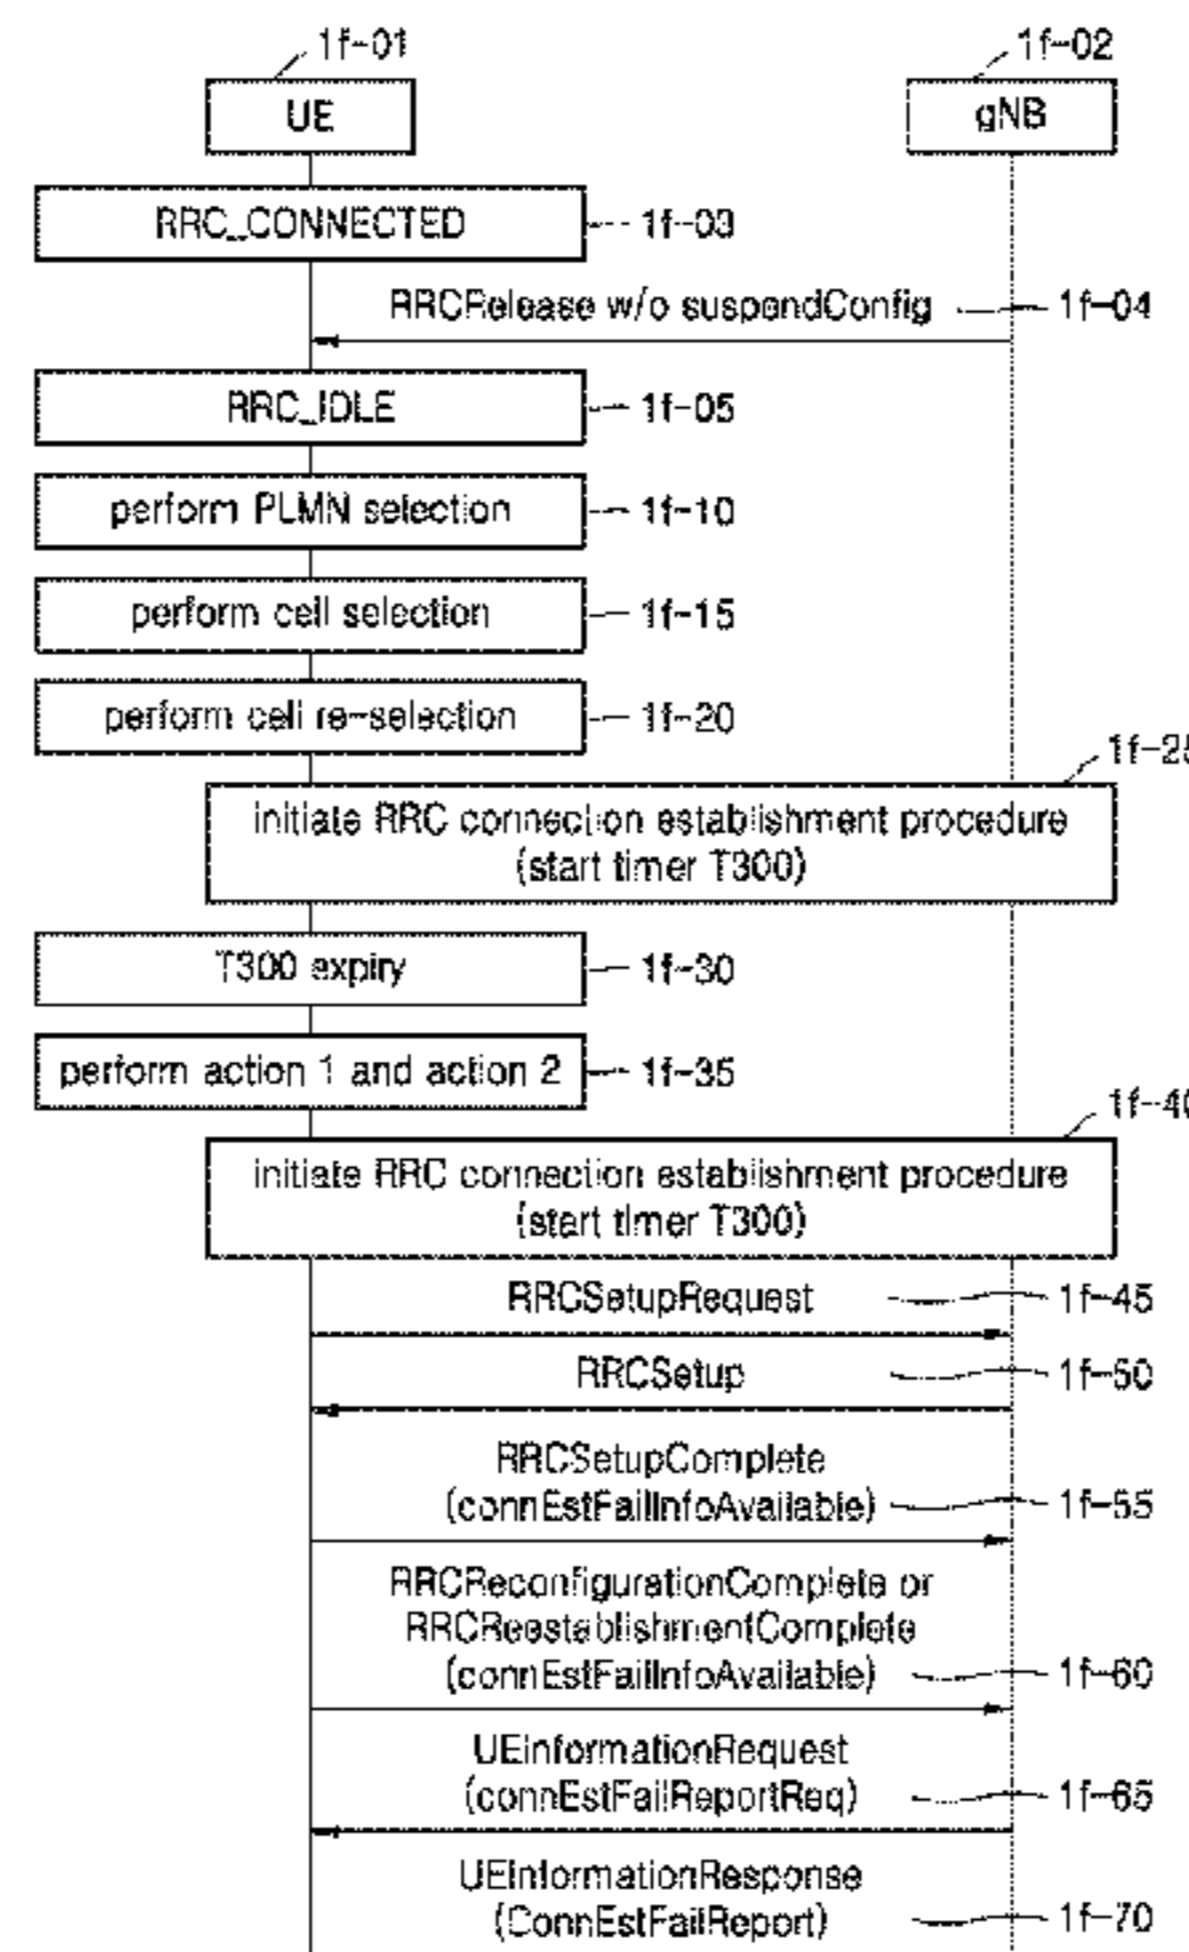 1f-01
1f-02
UE
gNB
RRC_CONNECTED
1f-03
RRCRelease w/o suspendConfig
1f-04
RRC_IDLE
1f-05
perform PLMN selection
1f-10
perform cell selection
1f-15
perform cell re-selection
1f-20
1f-25
initiate RRC connection establishment procedure
(start timer T300)
T300 expiry
1f-30
perform action 1 and action 2
1f-35
1f-40
initiate RRC connection establishment procedure
(start timer T300)
RRCSetupRequest
1f-45
RRCSetup
1f-50
RRCSetupComplete
(connEstFailInfoAvailable)
1f-55
RRCReconfigurationComplete or
RRCReestablishmentComplete
(connEstFailInfoAvailable)
1f-60
UEInformationRequest
(connEstFailReportReq)
1f-65
UEInformationResponse
(ConnEstFailReport)
1f-70